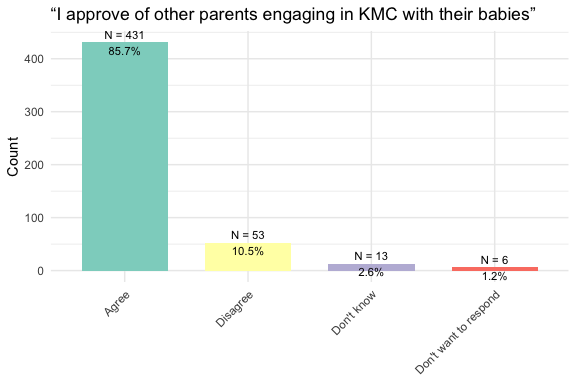 “I approve of other parents engaging in KMC with their babies”
Count
400
300
200
100
0
N = 431
85.7%
N = 53
10.5%
N = 13
2.6%
N = 6
1.2%
Agree
Disagree
Don't know
Don't want to respond